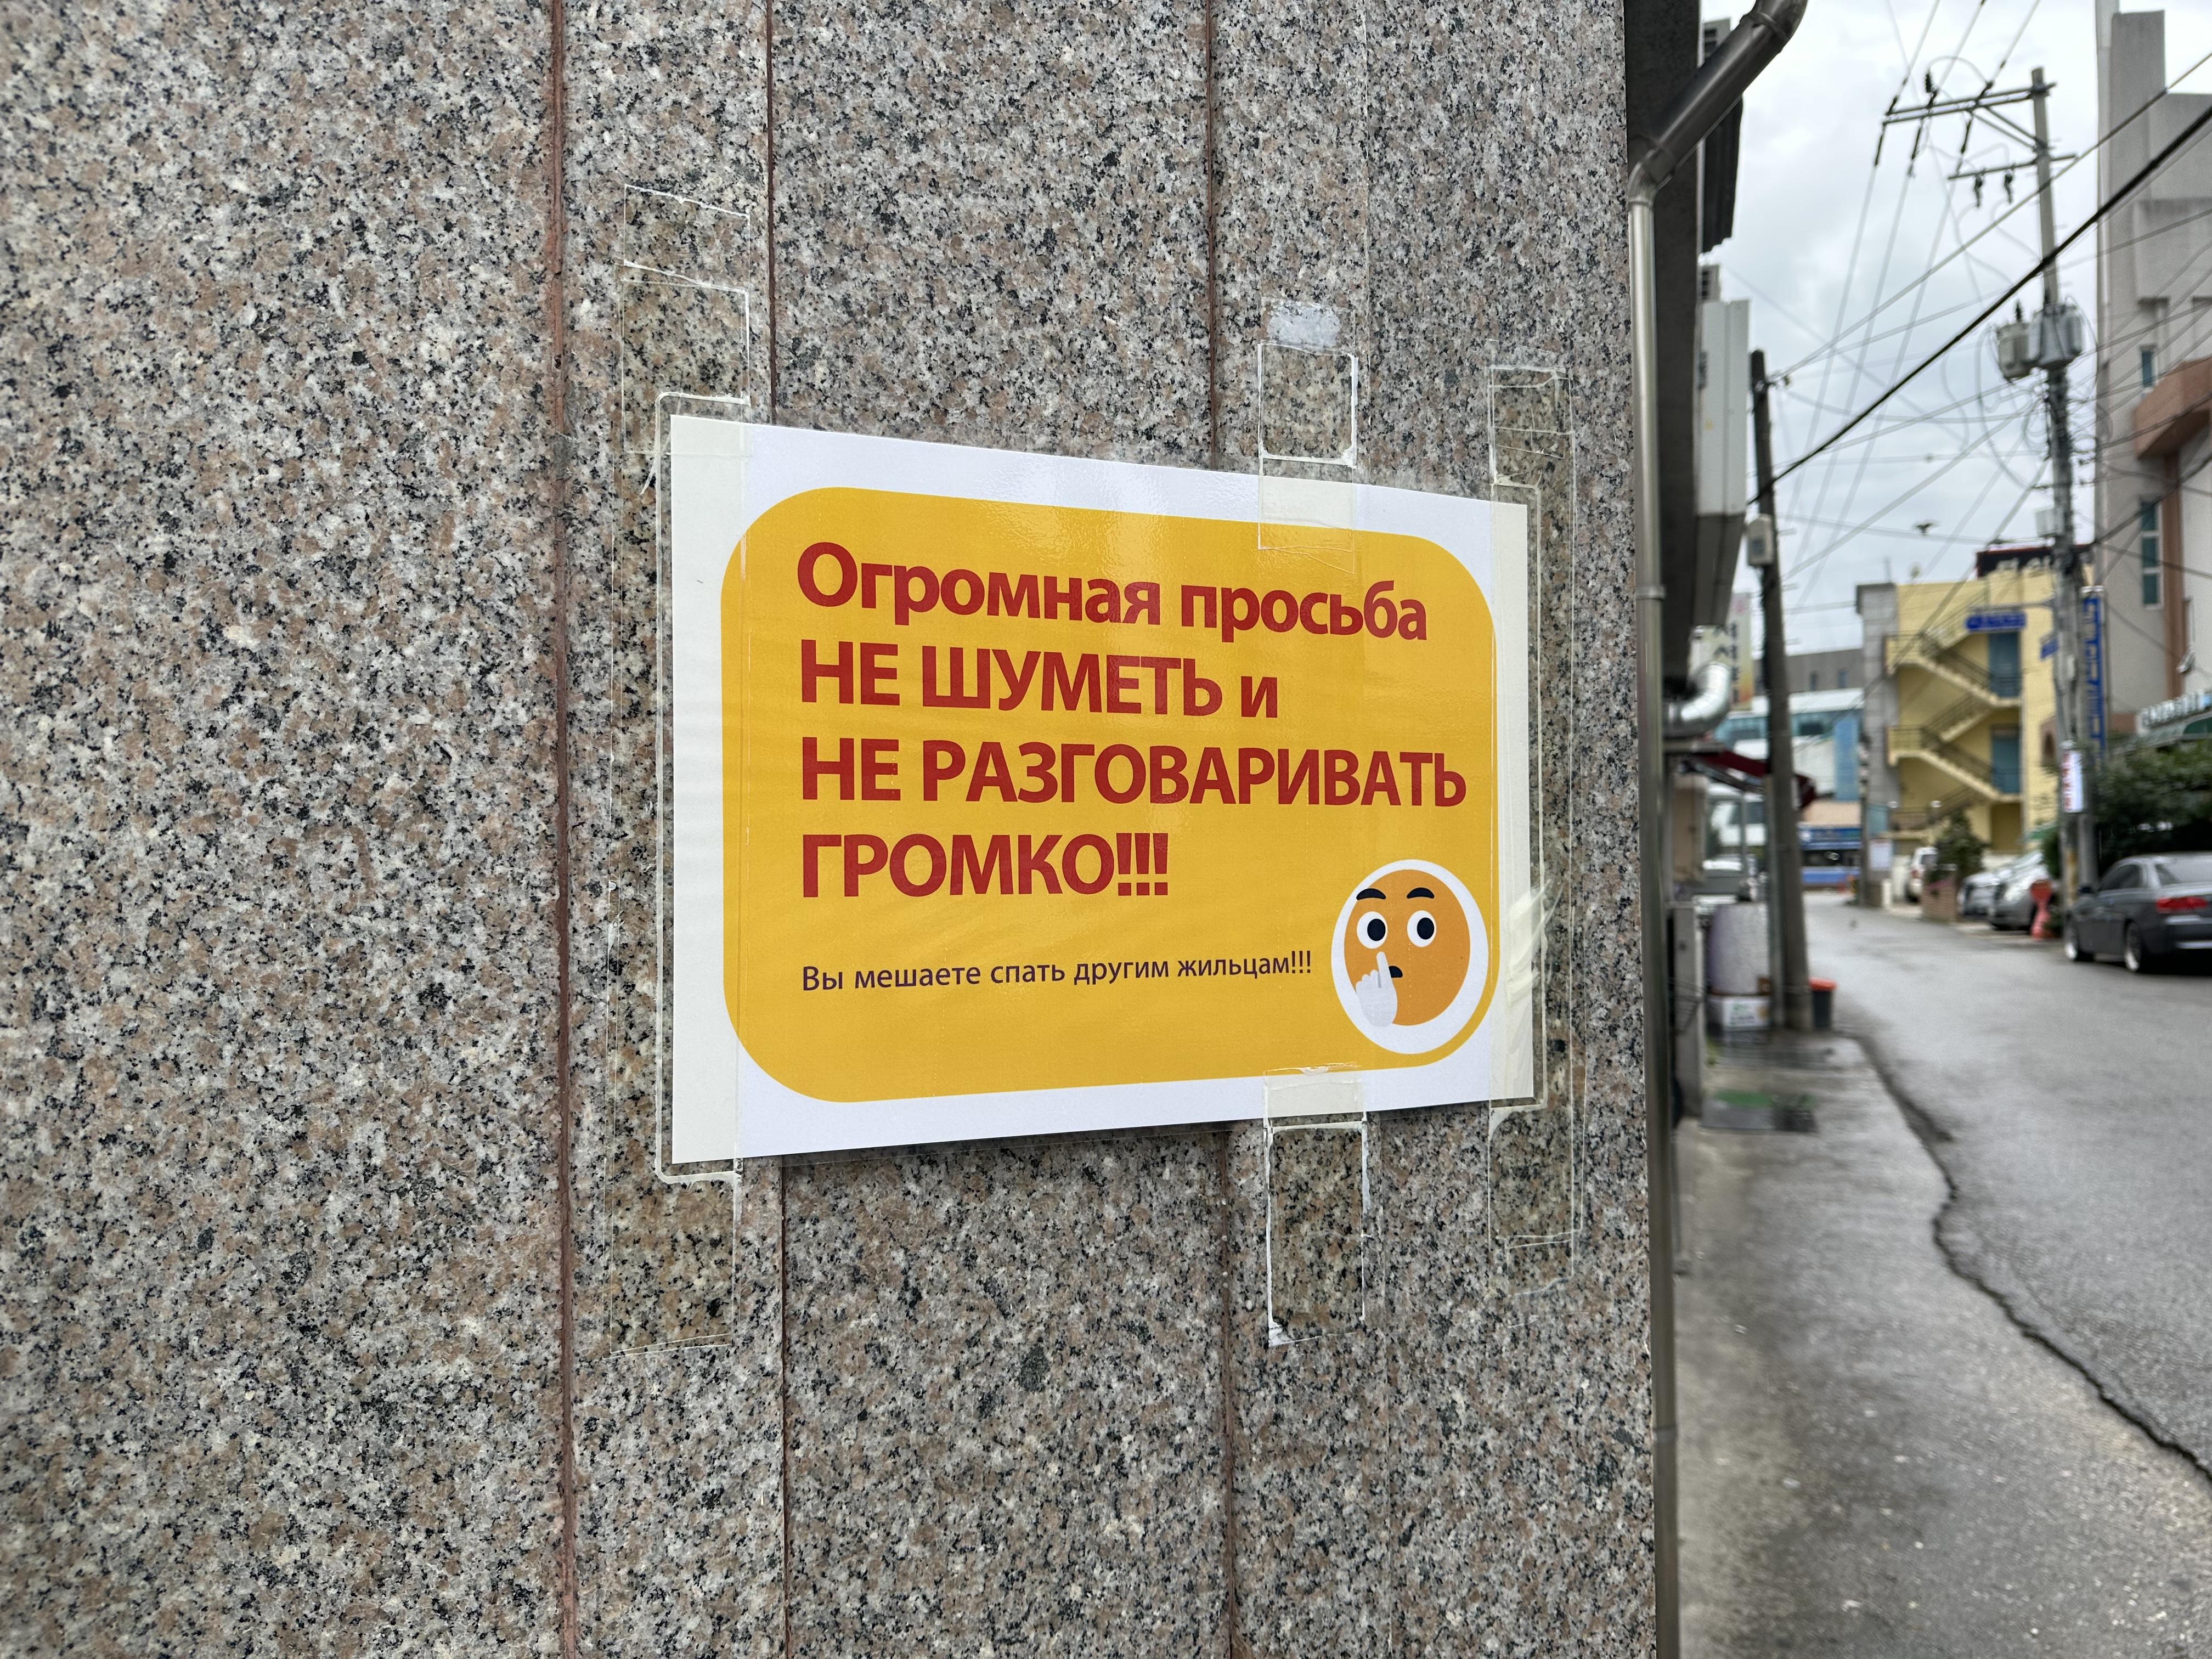 Огромная просьба
НЕ ШУМЕТЬ и
НЕ РАЗГОВАРИВАТЬ
ГРОМКО!!!
Вы мешаете спать другим жильцам!!!